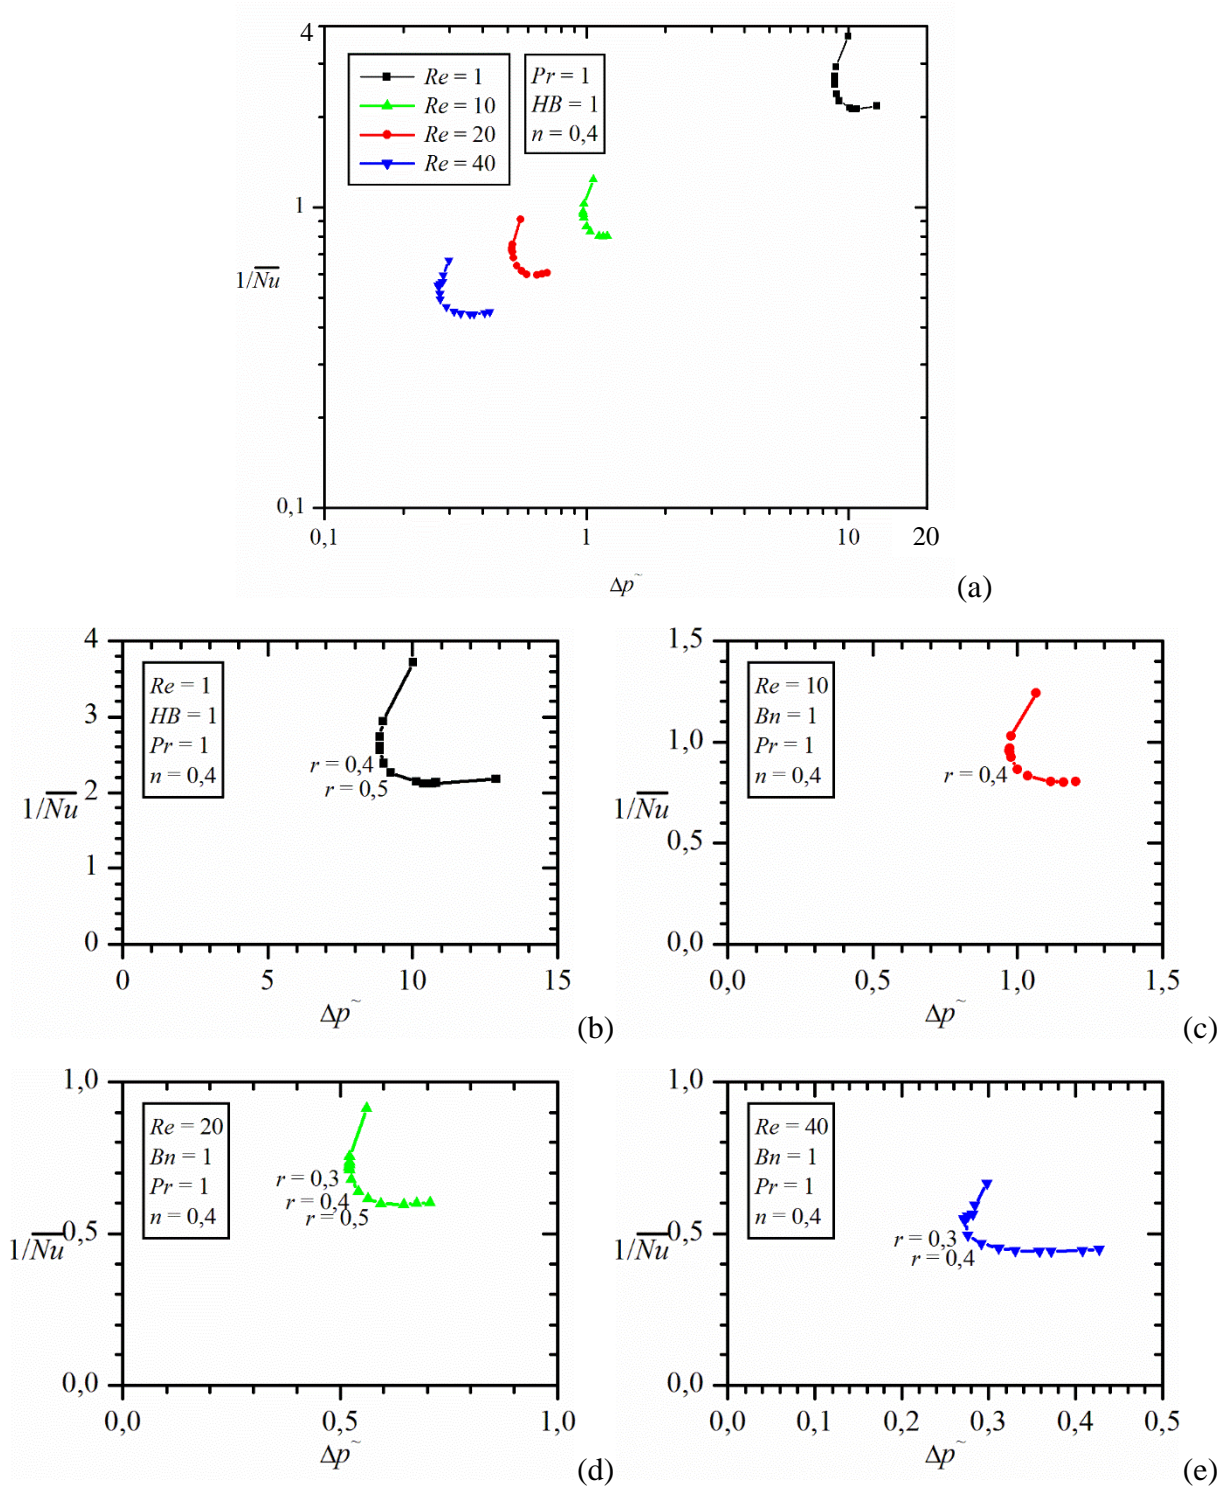 4
Re = 1
Re = 10
Re = 20
Re = 40
Pr = 1
HB = 1
n = 0,4
1
1/N̅u̅
0,1
0,1
1
10
20
Δp~
(a)
4
3
2
1
0
1/N̅u̅
Re = 1
HB = 1
Pr = 1
n = 0,4
r = 0,4
r = 0,5
0
5
10
15
Δp~
(b)
1,5
1,0
0,5
0,0
1/N̅u̅
Re = 10
Bn = 1
Pr = 1
n = 0,4
r = 0,4
0,0
0,5
1,0
1,5
Δp~
(c)
1,0
0,5
0,0
1/N̅u̅
Re = 20
Bn = 1
Pr = 1
n = 0,4
r = 0,3
r = 0,4
r = 0,5
0,0
0,5
1,0
Δp~
(d)
1,0
0,5
0,0
1/N̅u̅
Re = 40
Bn = 1
Pr = 1
n = 0,4
r = 0,3
r = 0,4
0,0
0,1
0,2
0,3
0,4
0,5
Δp~
(e)